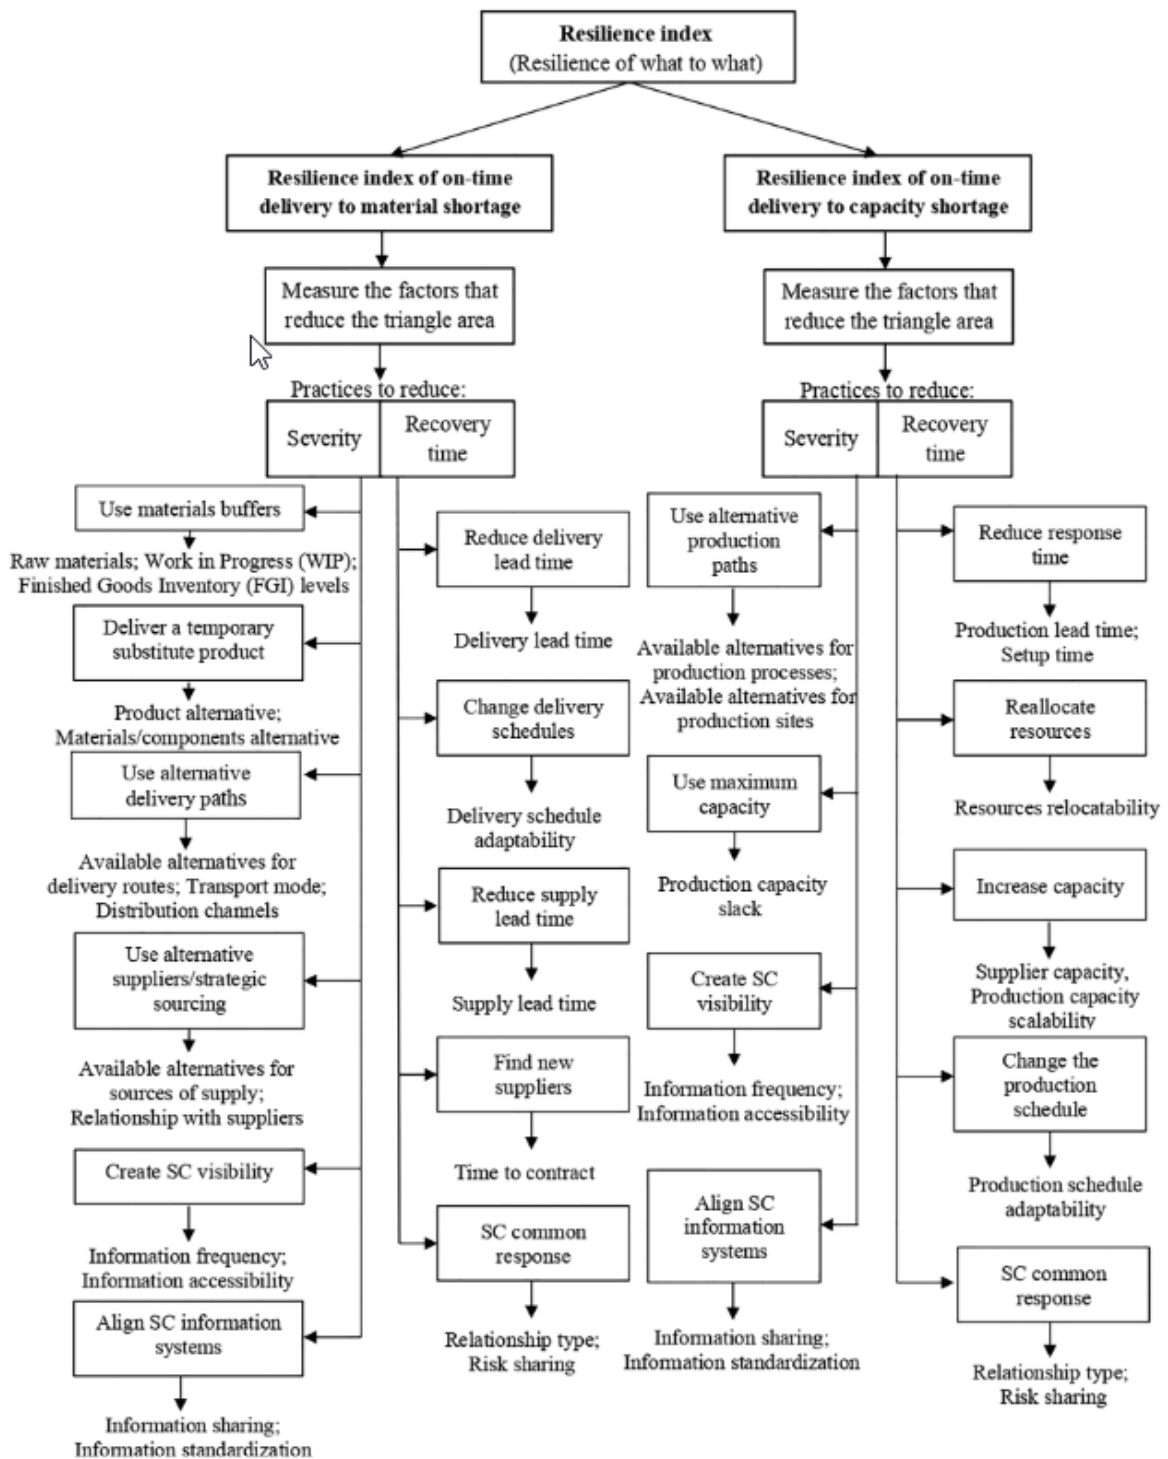 Resilience index
(Resilience of what to what)
Resilience index of on-time
delivery to material shortage
Measure the factors that
reduce the triangle area
Practices to reduce:
Severity
Recovery
time
Use materials buffers
Raw materials; Work in Progress (WIP);
Finished Goods Inventory (FGI) levels
Deliver a temporary
substitute product
Product alternative;
Materials/components alternative
Use alternative
delivery paths
Available alternatives for
delivery routes; Transport mode;
Distribution channels
Use alternative
suppliers/strategic
sourcing
Available alternatives for
sources of supply;
Relationship with suppliers
Create SC visibility
Information frequency;
Information accessibility
Align SC information
systems
Information sharing;
Information standardization
Reduce delivery
lead time
Delivery lead time
Change delivery
schedules
Delivery schedule
adaptability
Reduce supply
lead time
Supply lead time
Find new
suppliers
Time to contract
SC common
response
Relationship type;
Risk sharing
Resilience index of on-time
delivery to capacity shortage
Measure the factors that
reduce the triangle area
Practices to reduce:
Severity
Recovery
time
Use alternative
production
paths
Available alternatives for
production processes;
Available alternatives for
production sites
Use maximum
capacity
Production capacity
slack
Create SC
visibility
Information frequency;
Information accessibility
Align SC
information
systems
Information sharing;
Information standardization
Reduce response
time
Production lead time;
Setup time
Reallocate
resources
Resources relocatability
Increase capacity
Supplier capacity,
Production capacity
scalability
Change the
production
schedule
Production schedule
adaptability
SC common
response
Relationship type;
Risk sharing